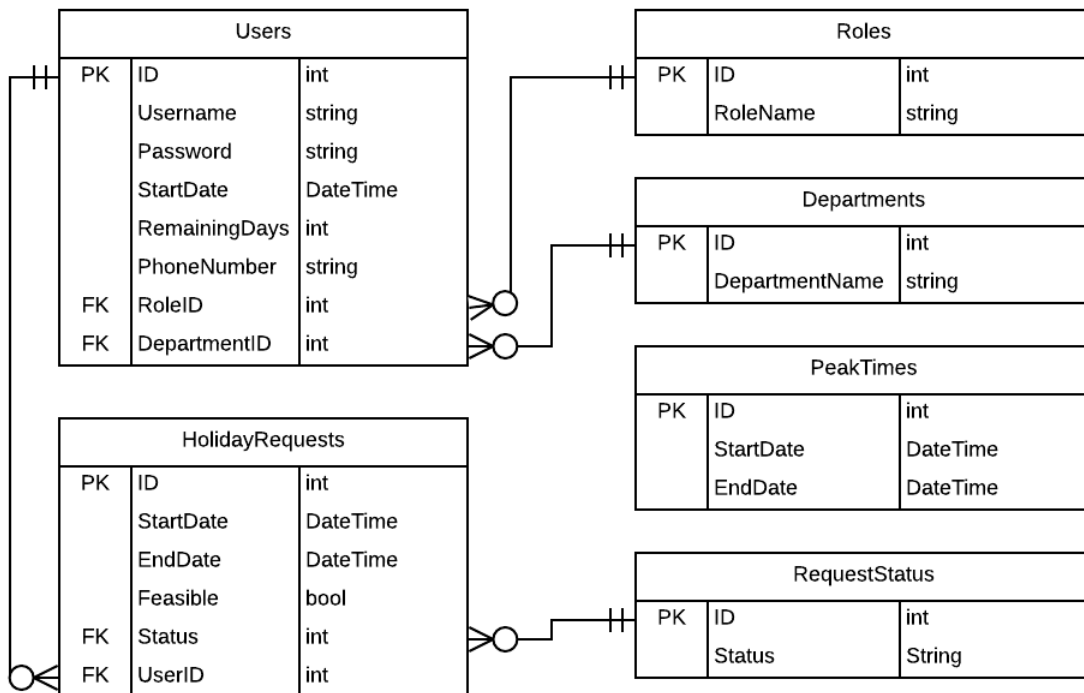 Users
PK ID int
Username string
Password string
StartDate DateTime
RemainingDays int
PhoneNumber string
FK RoleID int
FK DepartmentID int
HolidayRequests
PK ID int
StartDate DateTime
EndDate DateTime
Feasible bool
FK Status int
FK UserID int
Roles
PK ID int
RoleName string
Departments
PK ID int
DepartmentName string
PeakTimes
PK ID int
StartDate DateTime
EndDate DateTime
RequestStatus
PK ID int
Status String